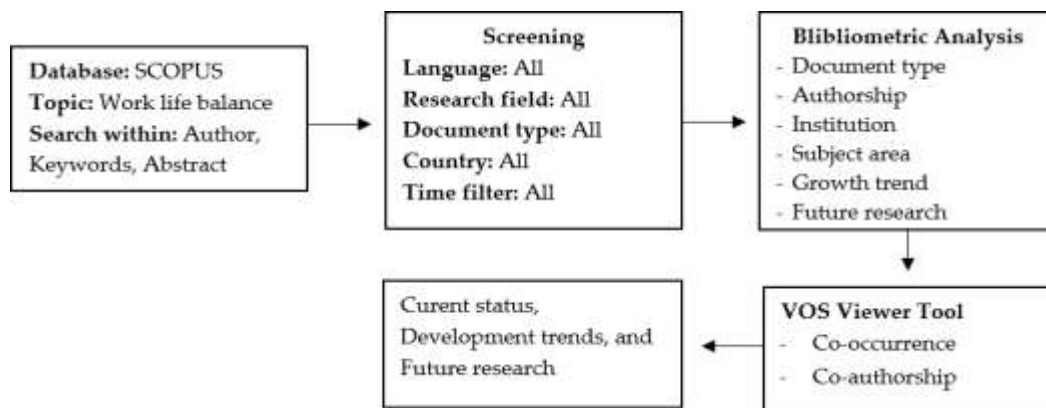 Database: SCOPUS
Topic: Work life balance
Search within: Author,
Keywords, Abstract
Screening
Language: All
Research field: All
Document type: All
Country: All
Time filter: All
Blibliometric Analysis
- Document type
- Authorship
- Institution
- Subject area
- Growth trend
- Future research
VOS Viewer Tool
- Co-occurrence
- Co-authorship
Curent status,
Development trends, and
Future research